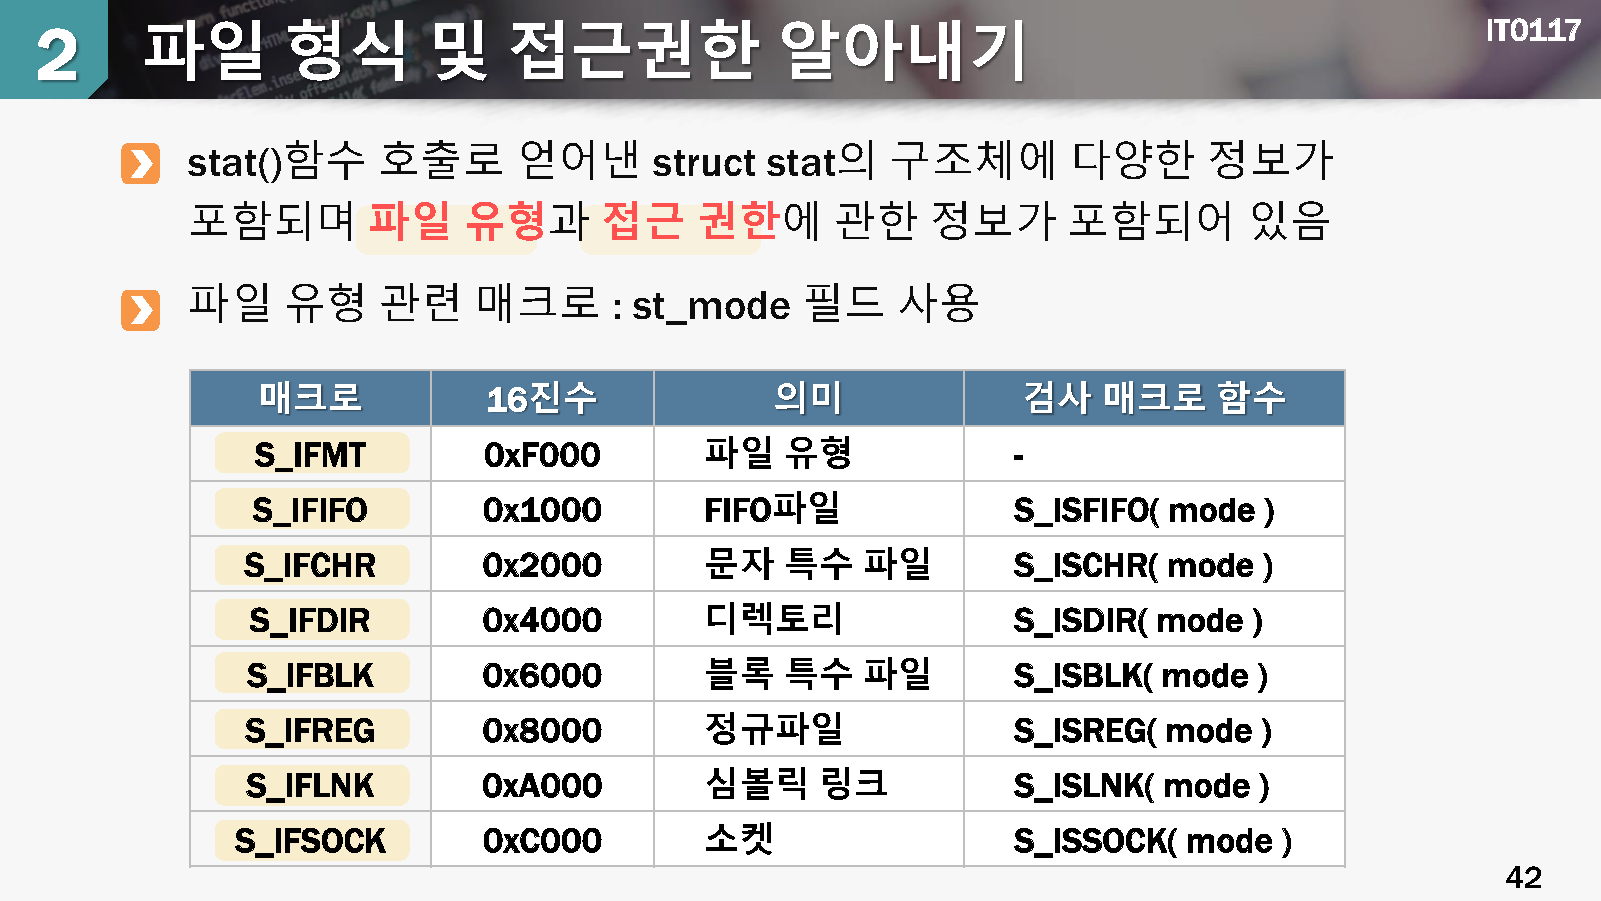 2 파일 형식 및 접근권한 알아내기
IT0117
stat()함수 호출로 얻어낸 struct stat의 구조체에 다양한 정보가
포함되며 파일 유형과 접근 권한에 관한 정보가 포함되어 있음
파일 유형 관련 매크로 : st_mode 필드 사용
매크로 16진수 의미 검사 매크로 함수
S_IFMT 0xF000 파일 유형 -
S_IFIFO 0x1000 FIFO파일 S_ISFIFO( mode )
S_IFCHR 0x2000 문자 특수 파일 S_ISCHR( mode )
S_IFDIR 0x4000 디렉토리 S_ISDIR( mode )
S_IFBLK 0x6000 블록 특수 파일 S_ISBLK( mode )
S_IFREG 0x8000 정규파일 S_ISREG( mode )
S_IFLNK 0xA000 심볼릭 링크 S_ISLNK( mode )
S_IFSOCK 0xC000 소켓 S_ISSOCK( mode )
42